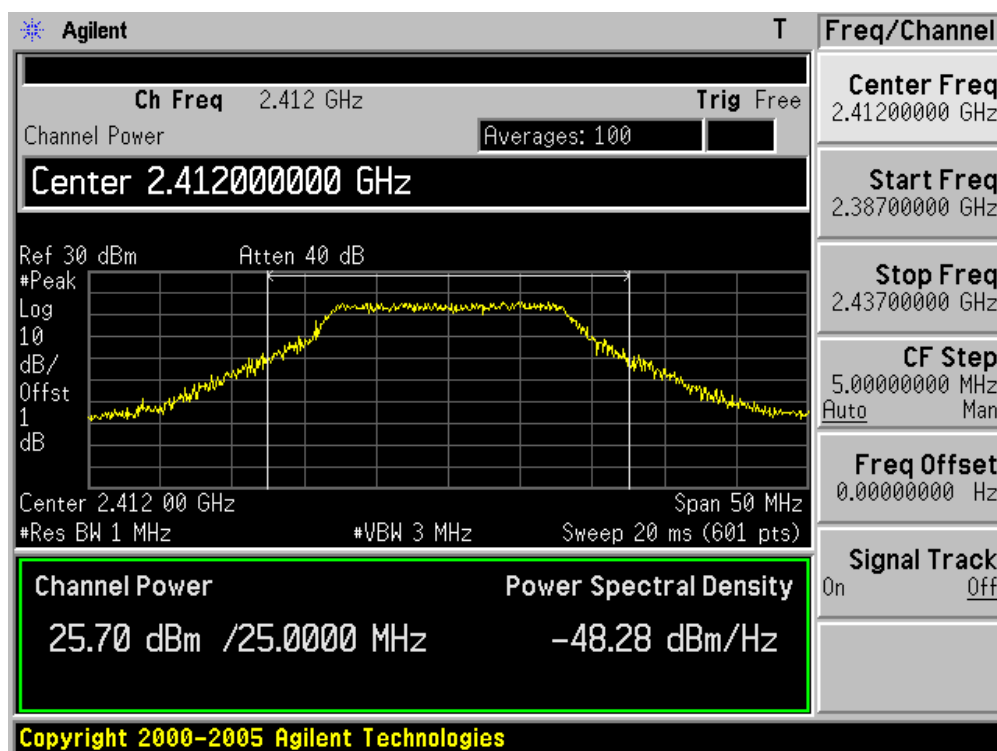 Agilent T
Ch Freq 2.412 GHz Trig Free
Channel Power Averages: 100
Center 2.412000000 GHz
Ref 30 dBm Atten 40 dB
#Peak
Log
10
dB/
Offst
1
dB
Center 2.412 00 GHz Span 50 MHz
#Res BW 1 MHz #VBW 3 MHz Sweep 20 ms (601 pts)
Channel Power Power Spectral Density
25.70 dBm /25.0000 MHz -48.28 dBm/Hz
Copyright 2000-2005 Agilent Technologies
Freq/Channel
Center Freq
2.41200000 GHz
Start Freq
2.38700000 GHz
Stop Freq
2.43700000 GHz
CF Step
5.00000000 MHz
Auto Man
Freq Offset
0.00000000 Hz
Signal Track
On Off